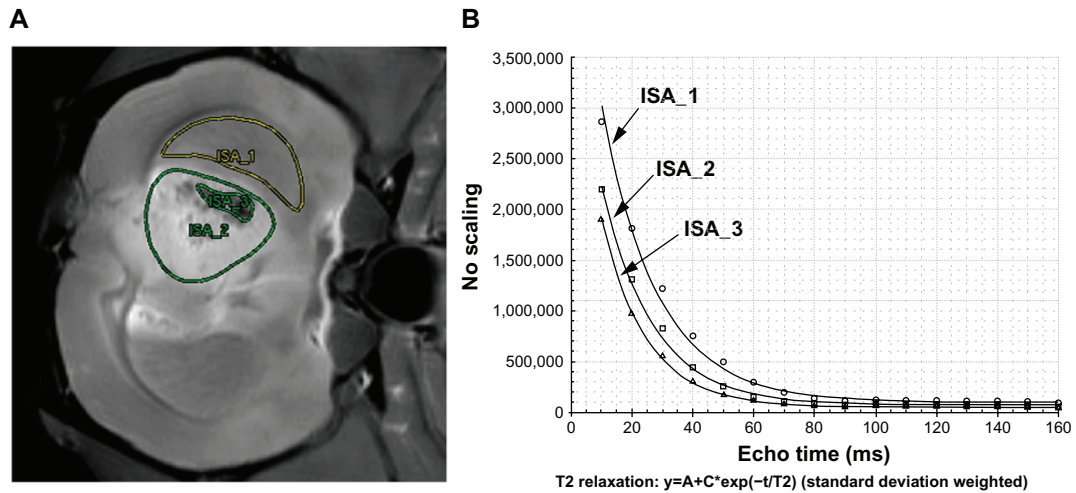 A
ISA_1
ISA_3
ISA_2
B
No scaling
3,500,000
3,000,000
2,500,000
2,000,000
1,500,000
1,000,000
500,000
0
ISA_1
ISA_2
ISA_3
0 20 40 60 80 100 120 140 160
Echo time (ms)
T2 relaxation: y=A+C*exp(−t/T2) (standard deviation weighted)